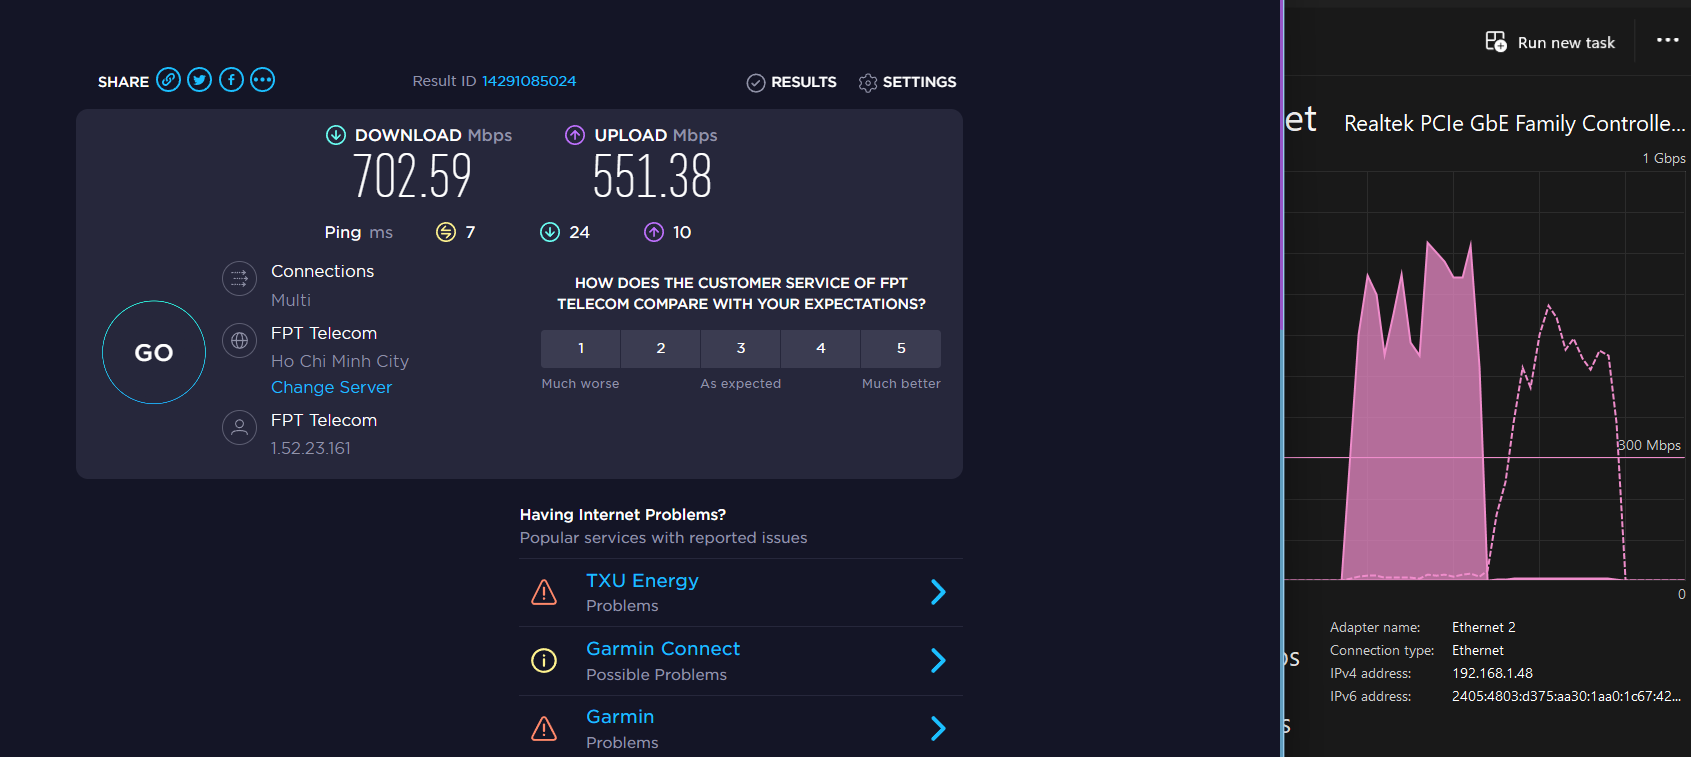 SHARE
Result ID 14291085024
RESULTS
SETTINGS
DOWNLOAD Mbps
702.59
UPLOAD Mbps
551.38
Ping ms
7
24
10
Connections
Multi
FPT Telecom
Ho Chi Minh City
Change Server
FPT Telecom
1.52.23.161
GO
HOW DOES THE CUSTOMER SERVICE OF FPT
TELECOM COMPARE WITH YOUR EXPECTATIONS?
1 2 3 4 5
Much worse As expected Much better
Having Internet Problems?
Popular services with reported issues
TXU Energy
Problems
Garmin Connect
Possible Problems
Garmin
Problems
Run new task
et
Realtek PCIe GbE Family Controlle...
1 Gbps
300 Mbps
0
Adapter name: Ethernet 2
Connection type: Ethernet
IPv4 address: 192.168.1.48
IPv6 address: 2405:4803:d375:aa30:1aa0:1c67:42...